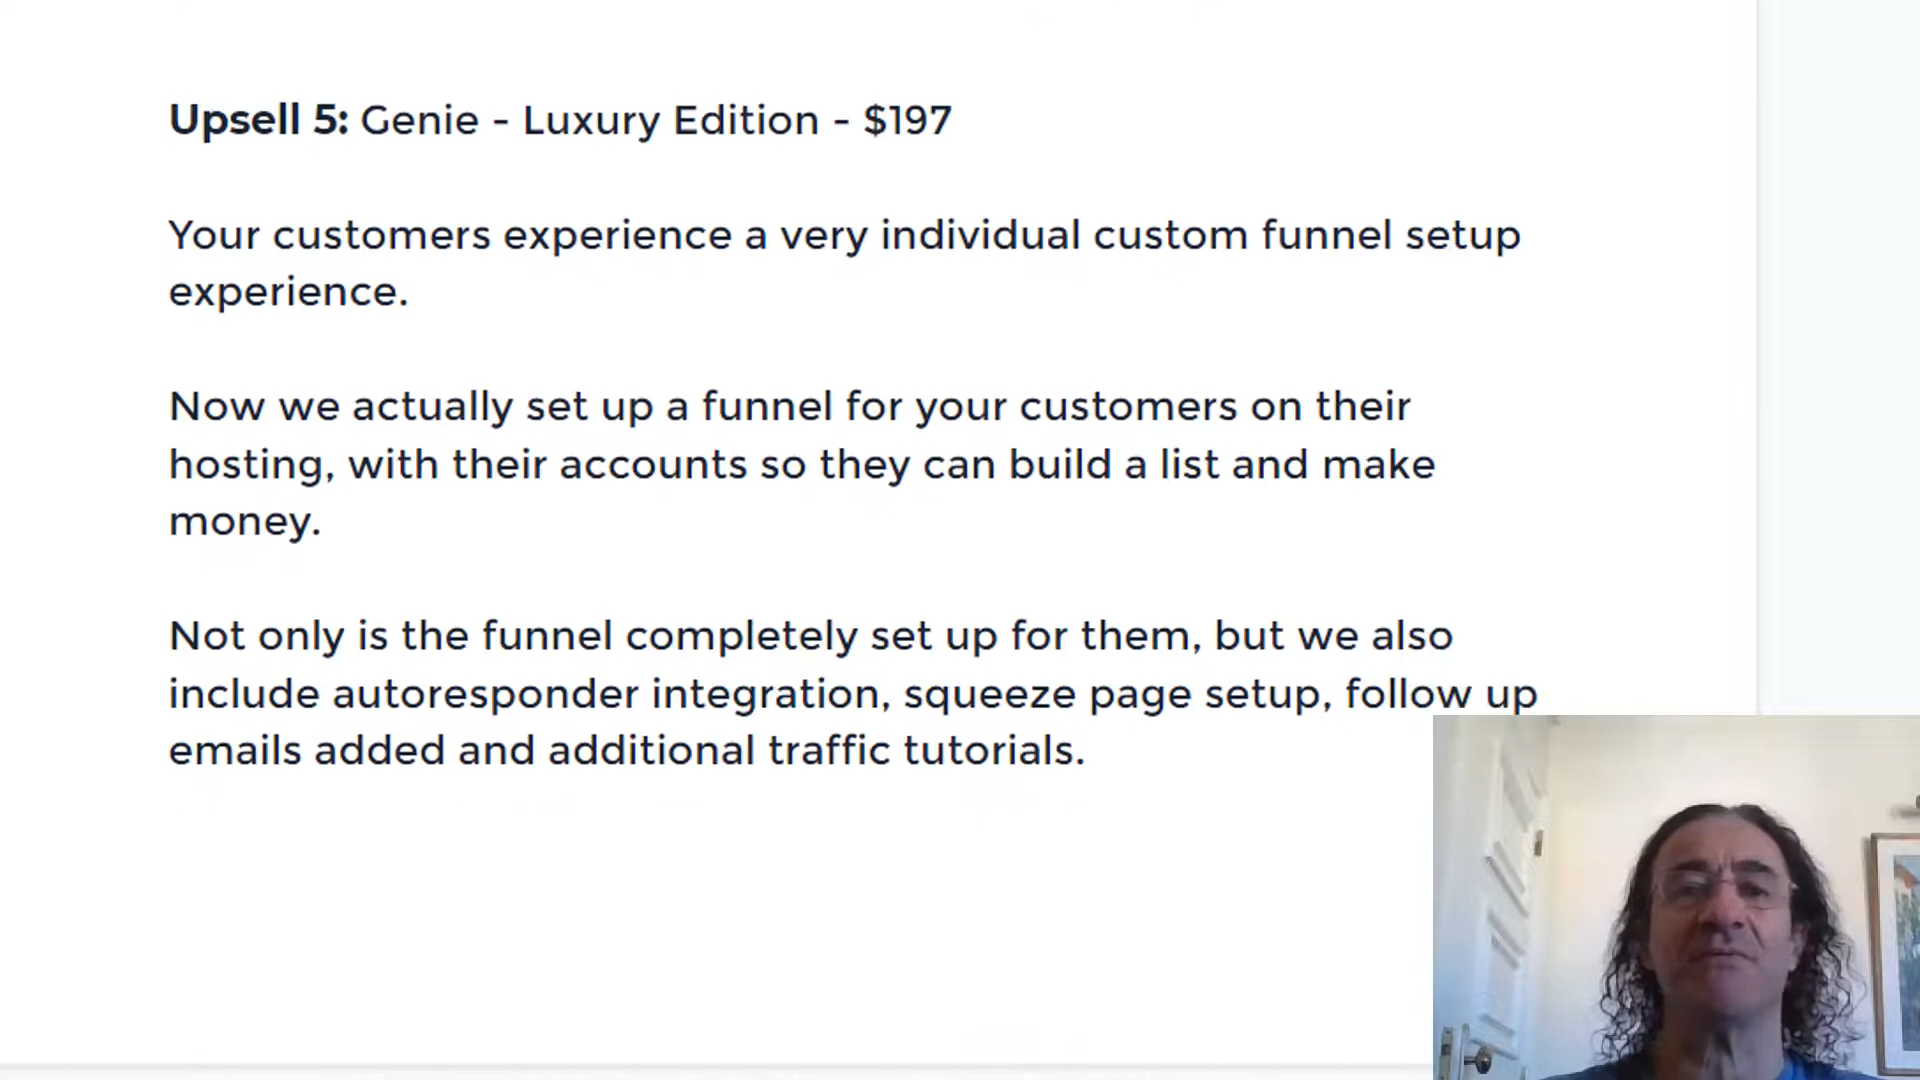 Upsell 5: Genie - Luxury Edition - $197
Your customers experience a very individual custom funnel setup
experience.
Now we actually set up a funnel for your customers on their
hosting, with their accounts so they can build a list and make
money.
Not only is the funnel completely set up for them, but we also
include autoresponder integration, squeeze page setup, follow up
emails added and additional traffic tutorials.